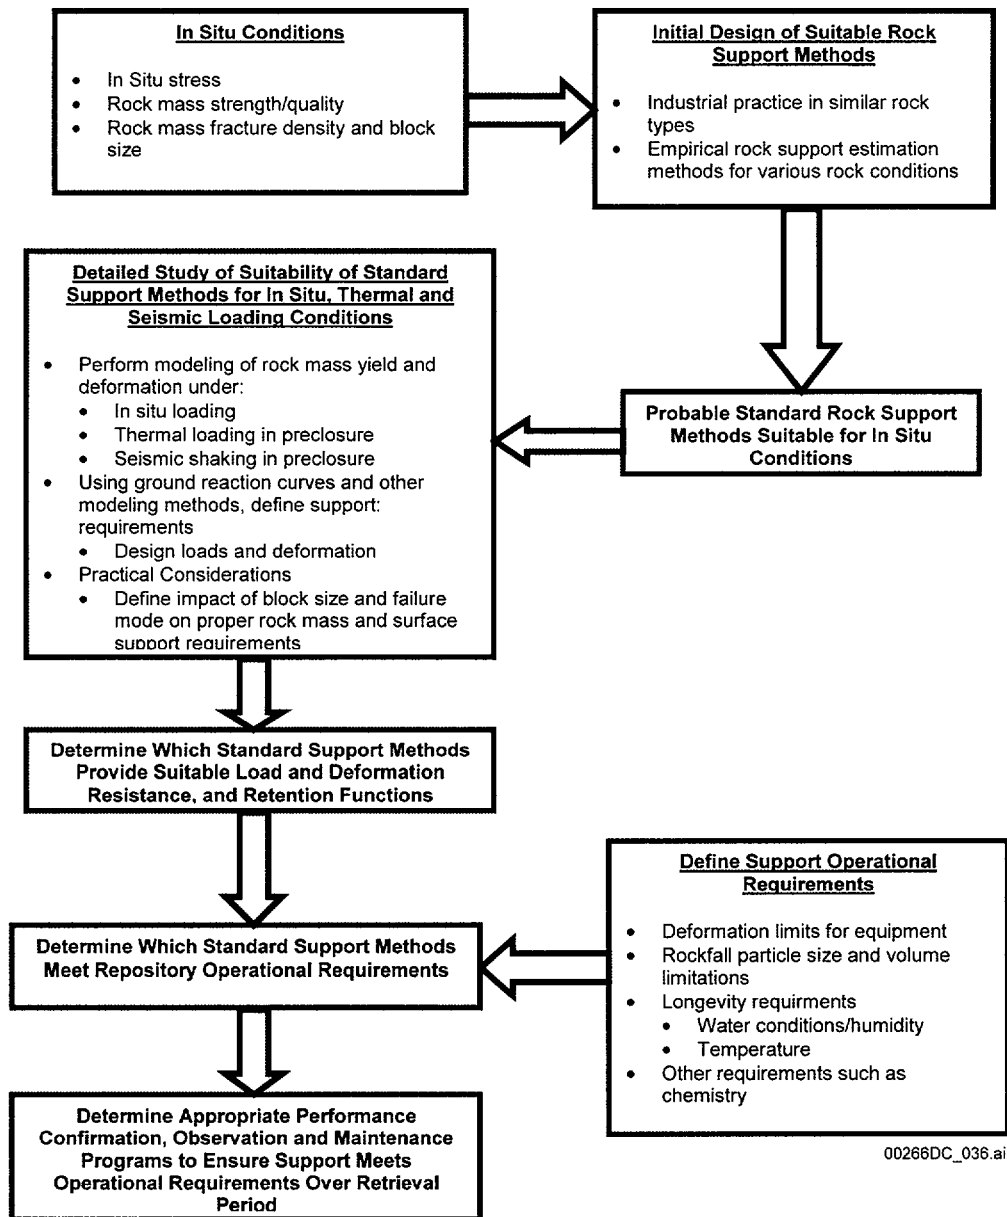 In Situ Conditions
• In Situ stress
• Rock mass strength/quality
• Rock mass fracture density and block
size
Initial Design of Suitable Rock
Support Methods
• Industrial practice in similar rock
types
• Empirical rock support estimation
methods for various rock conditions
Probable Standard Rock Support
Methods Suitable for In Situ
Conditions
Detailed Study of Suitability of Standard
Support Methods for In Situ, Thermal and
Seismic Loading Conditions
• Perform modeling of rock mass yield and
deformation under:
• In situ loading
• Thermal loading in preclosure
• Seismic shaking in preclosure
• Using ground reaction curves and other
modeling methods, define support:
requirements
• Design loads and deformation
• Practical Considerations
• Define impact of block size and failure
mode on proper rock mass and surface
support requirements
Determine Which Standard Support Methods
Provide Suitable Load and Deformation
Resistance, and Retention Functions
Define Support Operational
Requirements
• Deformation limits for equipment
• Rockfall particle size and volume
limitations
• Longevity requirments
• Water conditions/humidity
• Temperature
• Other requirements such as
chemistry
Determine Which Standard Support Methods
Meet Repository Operational Requirements
Determine Appropriate Performance
Confirmation, Observation and Maintenance
Programs to Ensure Support Meets
Operational Requirements Over Retrieval
Period
00266DC_036.ai